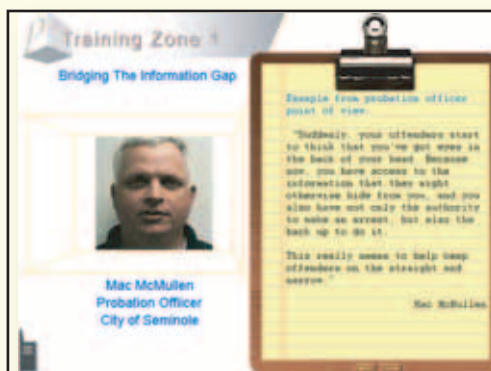 Training Zone 1
Bridging The Information Gap
Mac McMullen
Probation Officer
City of Seminole
Example from probation officer
point of view:
"Suddenly, your offenders start
to think that you've got eyes in
the back of your head. Because
now, you have access to the
information that they might
otherwise hide from you, and you
also have not only the authority
to make an arrest, but also the
back up to do it.
This really seems to help keep
offenders on the straight and
narrow."
Mac McMullen